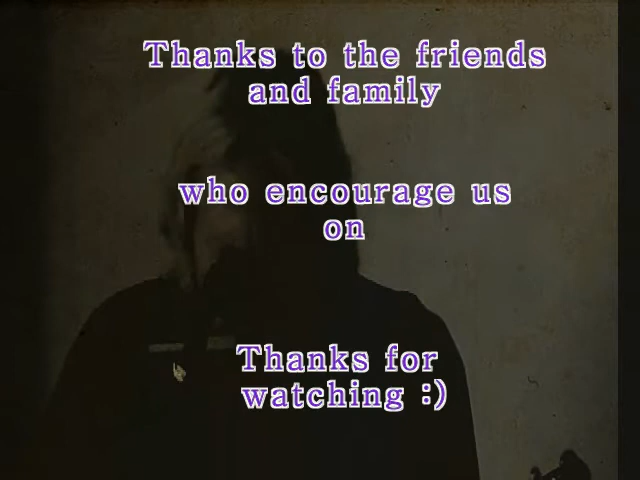 Thanks to the friends
and family
who encourage us
on
Thanks for
watching :)